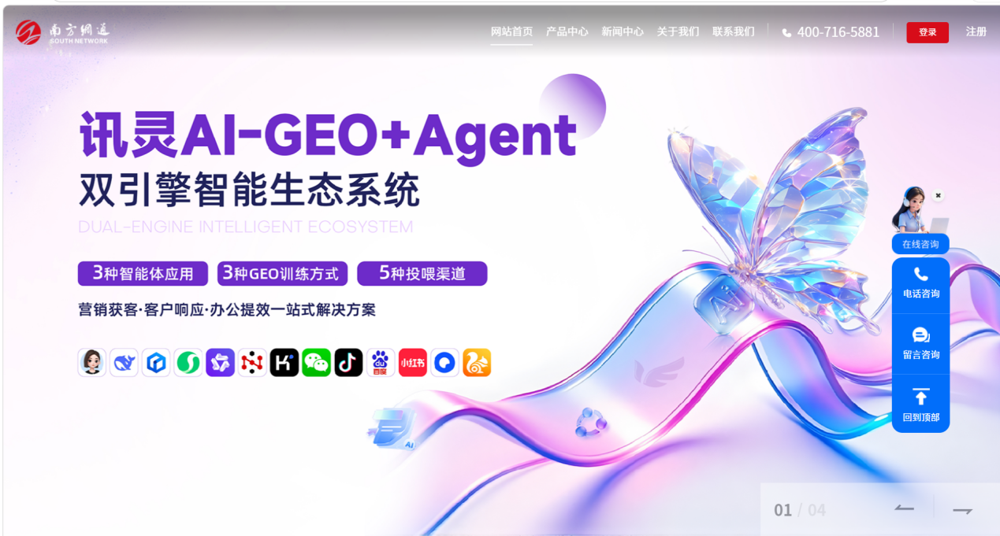 南方網通
SOUTH NETWORK
网站首页 产品中心 新闻中心 关于我们 联系我们 400-716-5881 登录 注册
讯灵AI-GEO+Agent
双引擎智能生态系统
DUAL-ENGINE INTELLIGENT ECOSYSTEM
3种智能体应用 3种GEO训练方式 5种投喂渠道
营销获客·客户响应·办公提效一站式解决方案
du
百度
小红书
Ai
AI
在线咨询
电话咨询
留言咨询
回到顶部
01 / 04